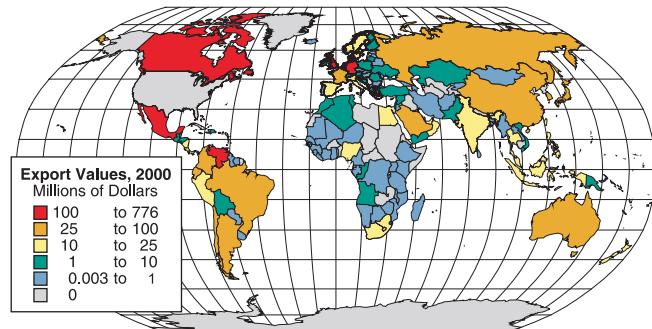 Export Values, 2000
Millions of Dollars
100 to 776
25 to 100
10 to 25
1 to 10
0.003 to 1
0